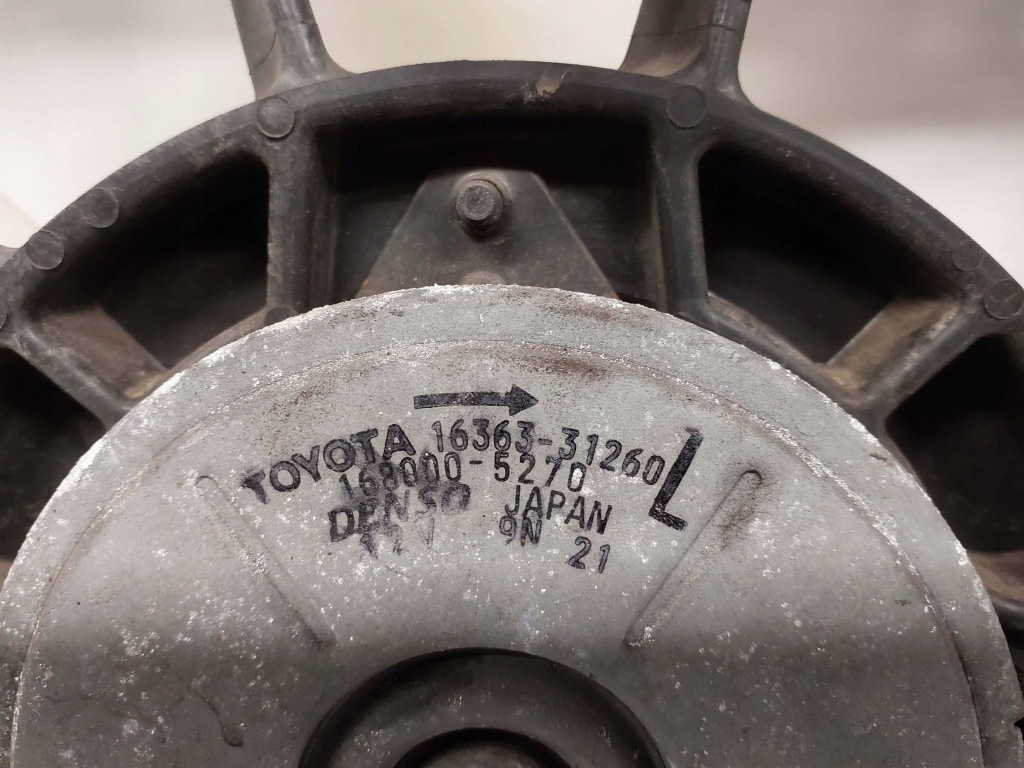 TOYOTA 16363-31260 L
168000-5270
DENSO JAPAN
9N 21